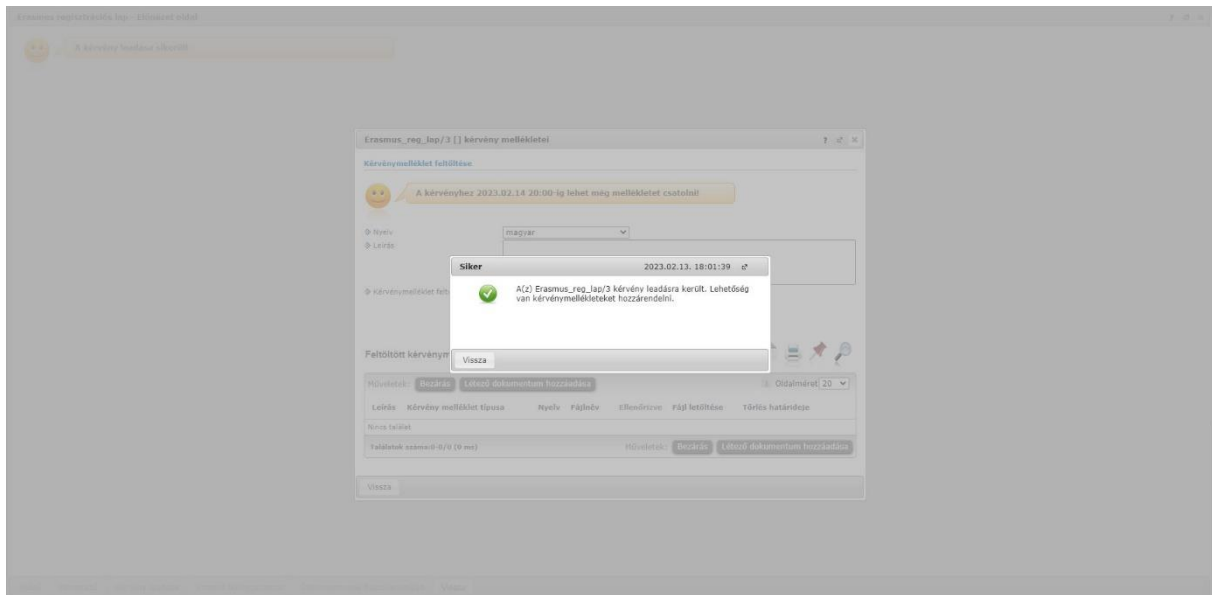 Erasmus regisztrációs lap - Előnézet oldal
A kérvény leadása sikerült!
Erasmus_reg_lap/3 [] kérvény mellékletei
Kérvénymelléklet feltöltése
A kérvényhez 2023.02.14 20:00-ig lehet még mellékletet csatolni!
Nyelv magyar
Leírás
Siker 2023.02.13. 18:01:39
A(z) Erasmus_reg_lap/3 kérvény leadásra került. Lehetőség
van kérvénymellékleteket hozzárendelni.
Kérvénymelléklet
Vissza
Feltöltött
Műveletek: Bezárás Létező dokumentum hozzáadása Oldalméret 20
Leírás Kérvény melléklet típusa Nyelv Fájlnév Ellenőrizve Fájl letöltése Törlés határideje
Nincs találat
Találatok száma:0-0/0 (0 ms) Műveletek: Bezárás Létező dokumentum hozzáadása
Vissza
Vissza